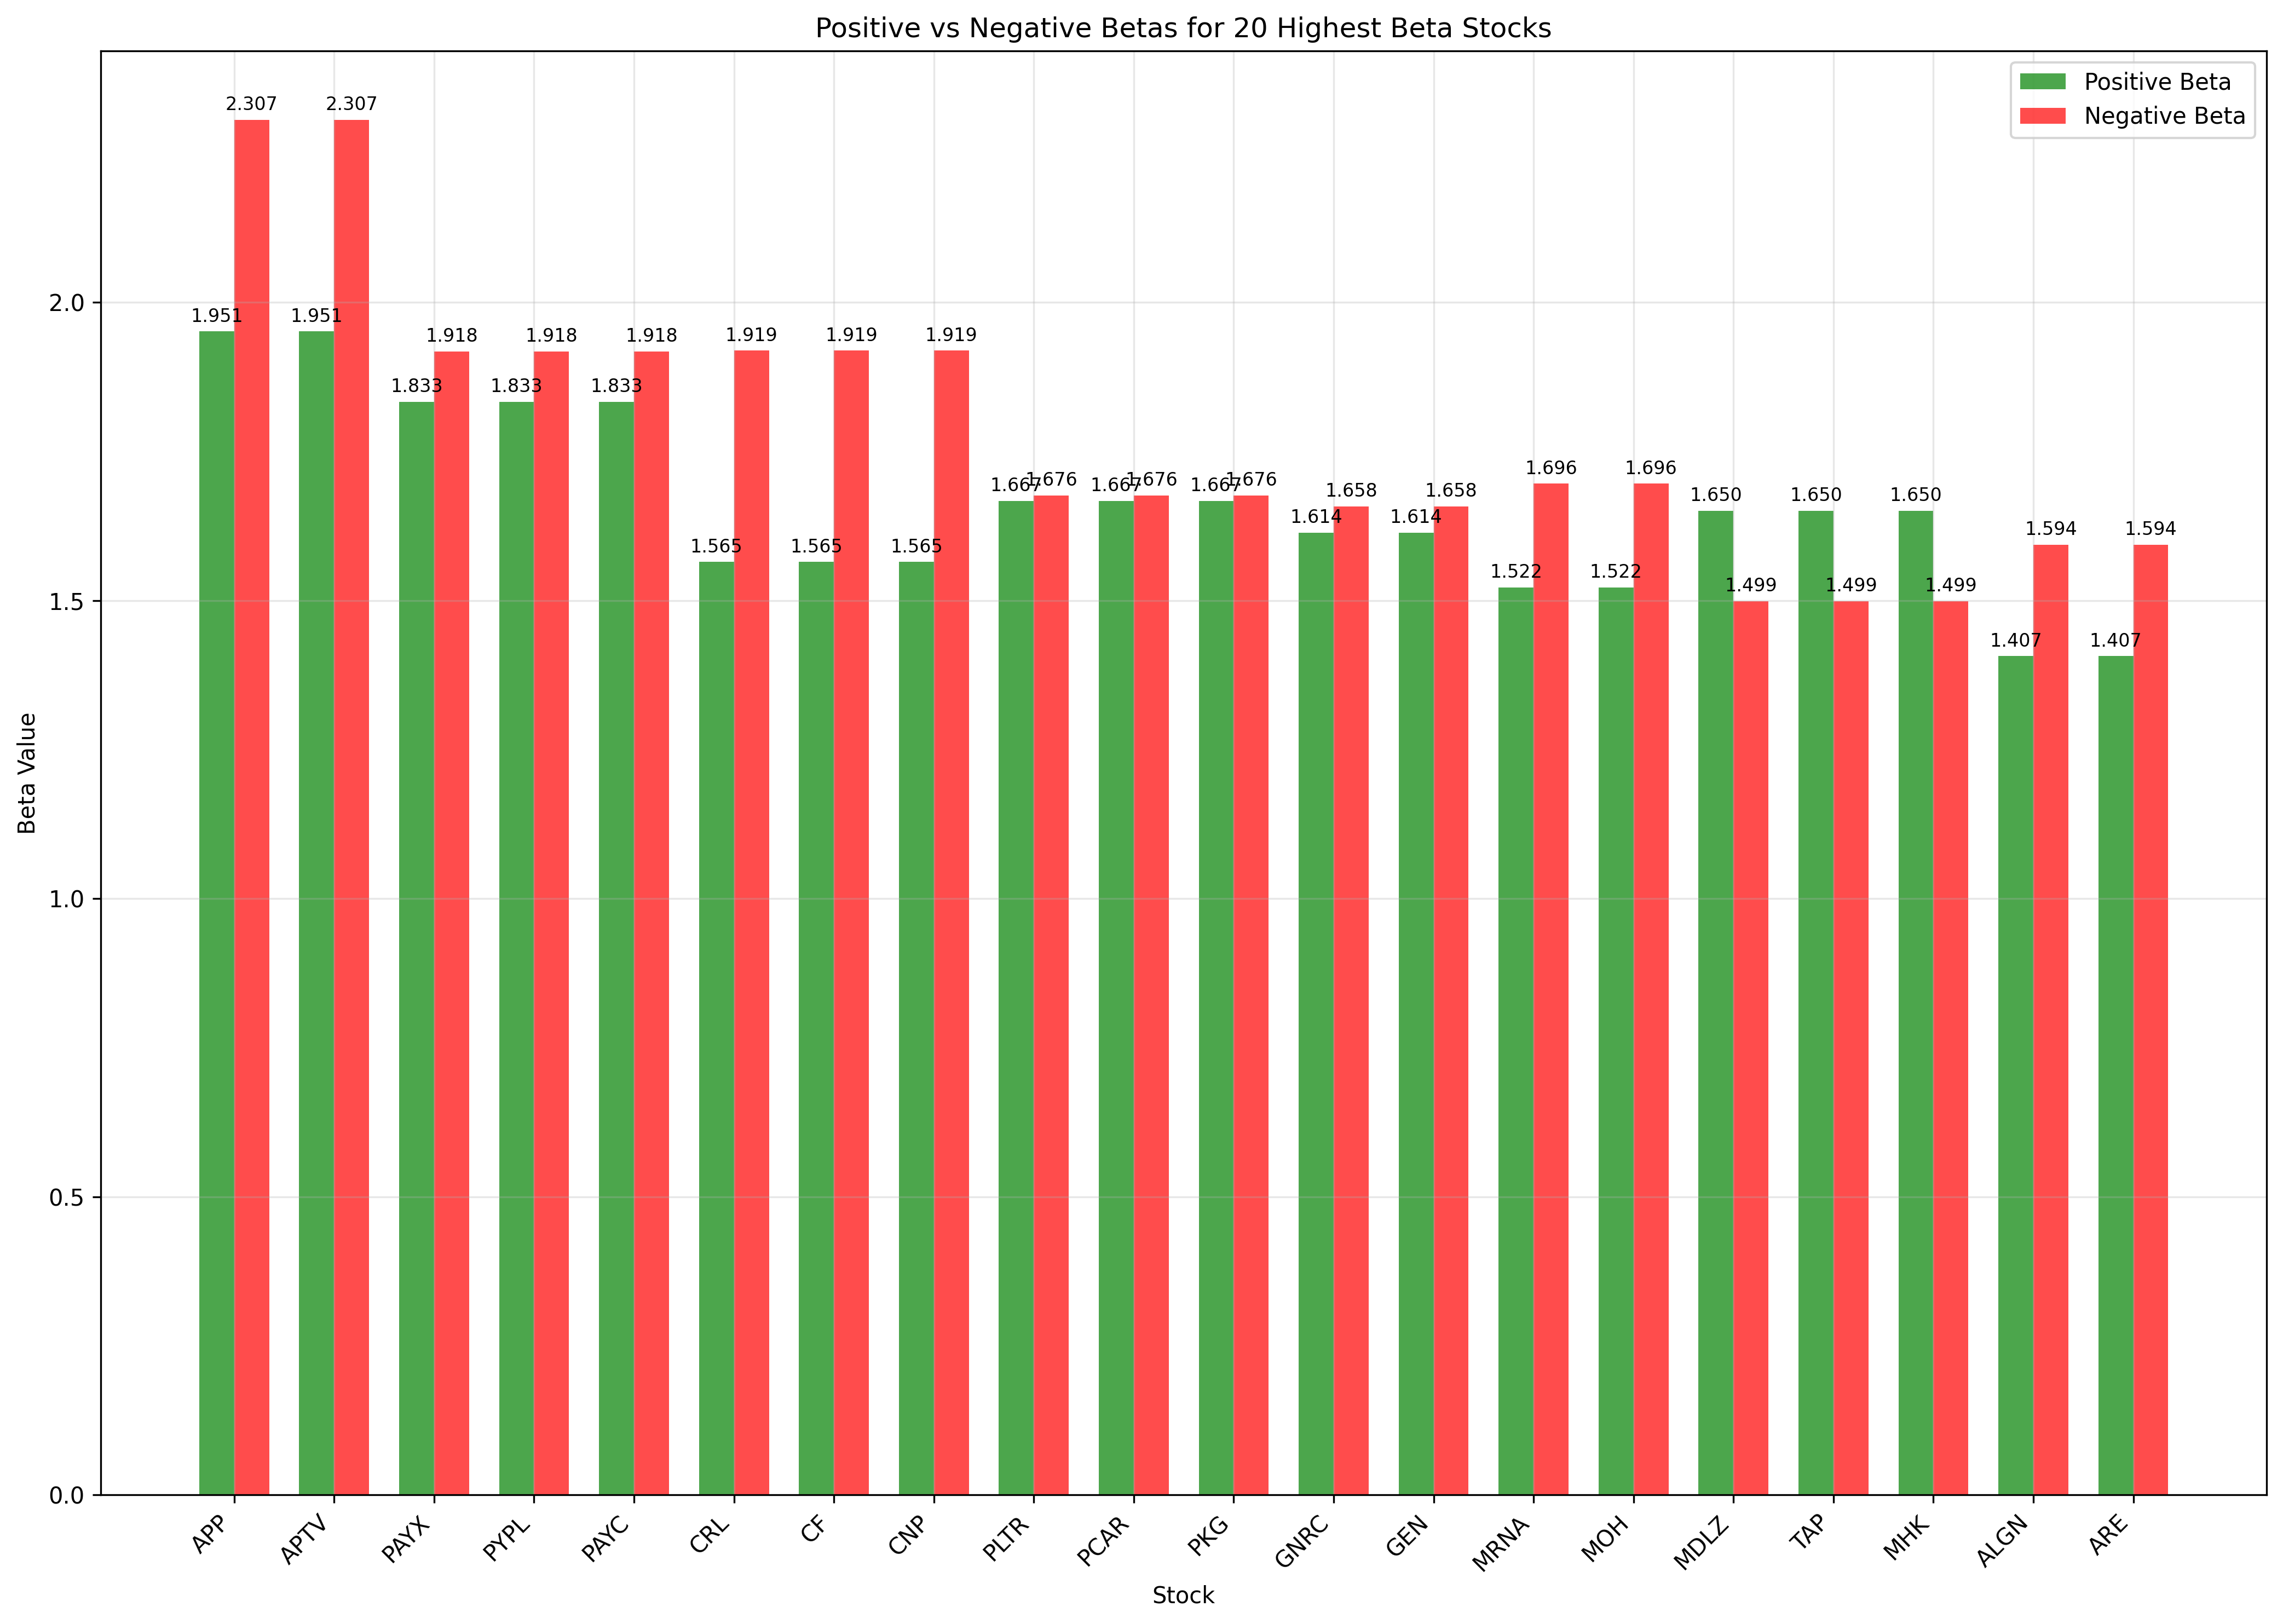 Positive vs Negative Betas for 20 Highest Beta Stocks
Positive Beta
Negative Beta
2.307
2.307
1.951
1.951
1.918
1.918
1.918
1.919
1.919
1.919
1.833
1.833
1.833
1.565
1.565
1.565
1.667
1.676
1.667
1.676
1.667
1.676
1.614
1.658
1.614
1.658
1.522
1.696
1.522
1.696
1.650
1.499
1.650
1.499
1.650
1.499
1.407
1.594
1.407
1.594
2.0
1.5
1.0
0.5
0.0
Beta Value
APP
APTV
PAYX
PYPL
PAYC
CRL
CF
CNP
PLTR
PCAR
PKG
GNRC
GEN
MRNA
MOH
MDLZ
TAP
MHK
ALGN
ARE
Stock